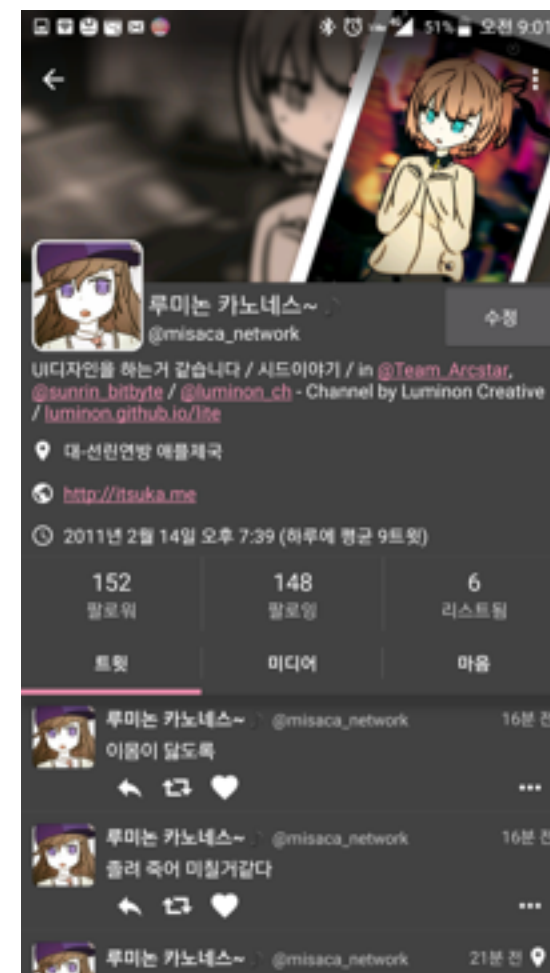 51% 오전 9:01
루미논 카노네스~
@misaca_network
수정
UI디자인을 하는거 같습니다 / 시드이야기 / in @Team_Arcstar,
@sunrin_bitbyte / @luminon_ch - Channel by Luminon Creative
/ luminon.github.io/lite
대-선린연방 애플제국
http://itsuka.me
2011년 2월 14일 오후 7:39 (하루에 평균 9트윗)
152 148 6
팔로워 팔로잉 리스트됨
트윗 미디어 마음
루미논 카노네스~ @misaca_network 16분 전
이몸이 닳도록
루미논 카노네스~ @misaca_network 16분 전
졸려 죽어 미칠거같다
루미논 카노네스~ @misaca_network 21분 전